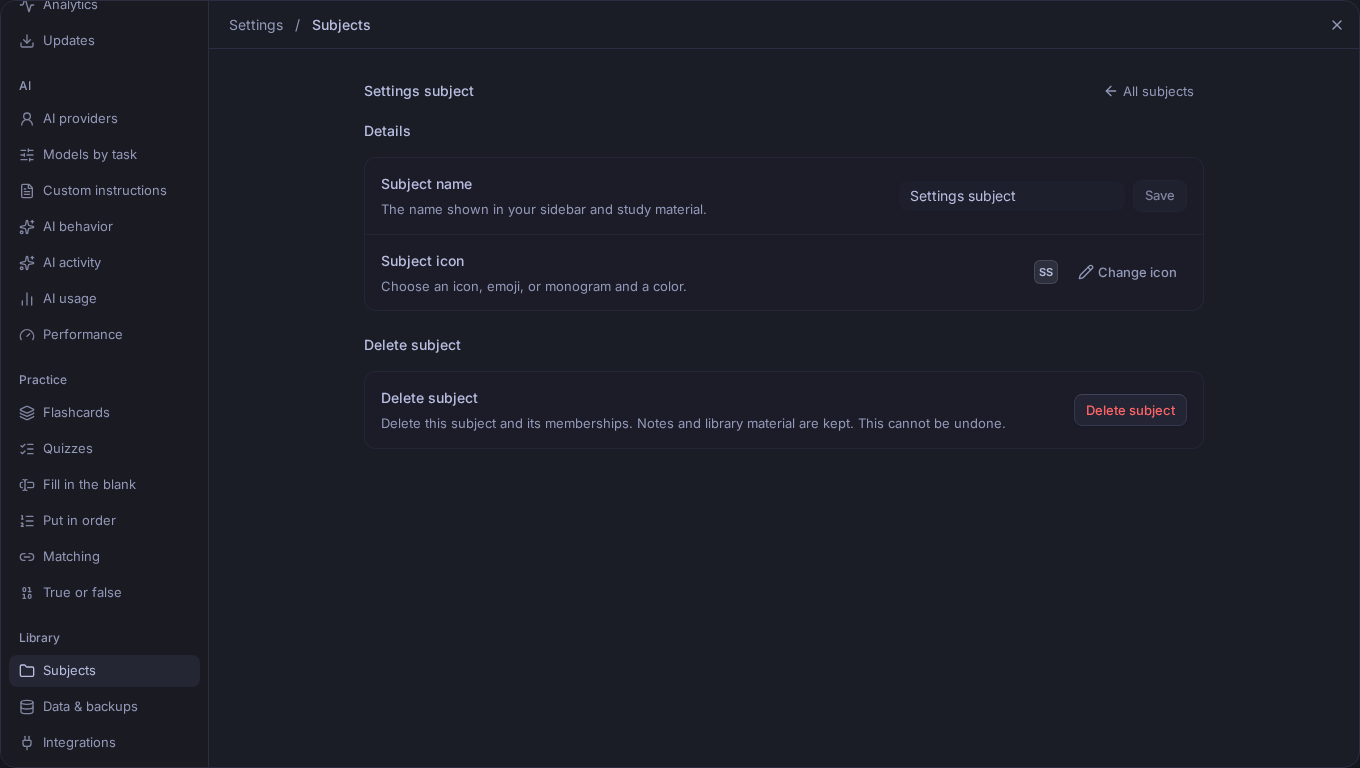 Analytics
Updates
AI
AI providers
Models by task
Custom instructions
AI behavior
AI activity
AI usage
Performance
Practice
Flashcards
Quizzes
Fill in the blank
Put in order
Matching
True or false
Library
Subjects
Data & backups
Integrations
Settings / Subjects
Settings subject
All subjects
Details
Subject name
The name shown in your sidebar and study material.
Settings subject
Save
Subject icon
Choose an icon, emoji, or monogram and a color.
SS
Change icon
Delete subject
Delete subject
Delete this subject and its memberships. Notes and library material are kept. This cannot be undone.
Delete subject